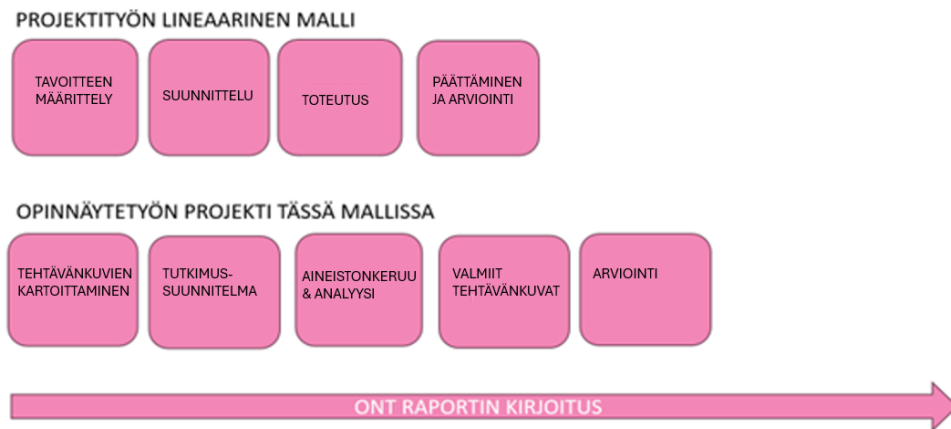 PROJEKTITYÖN LINEAARINEN MALLI
TAVOITTEEN
MÄÄRITTELY
SUUNNITTELU
TOTEUTUS
PÄÄTTÄMINEN
JA ARVIOINTI
OPINNÄYTETYÖN PROJEKTI TÄSSÄ MALLISSA
TEHTÄVÄNKUVIEN
KARTOITTAMINEN
TUTKIMUS-
SUUNNITELMA
AINEISTONKERUU
& ANALYYSI
VALMIIT
TEHTÄVÄNKUVAT
ARVIOINTI
ONT RAPORTIN KIRJOITUS